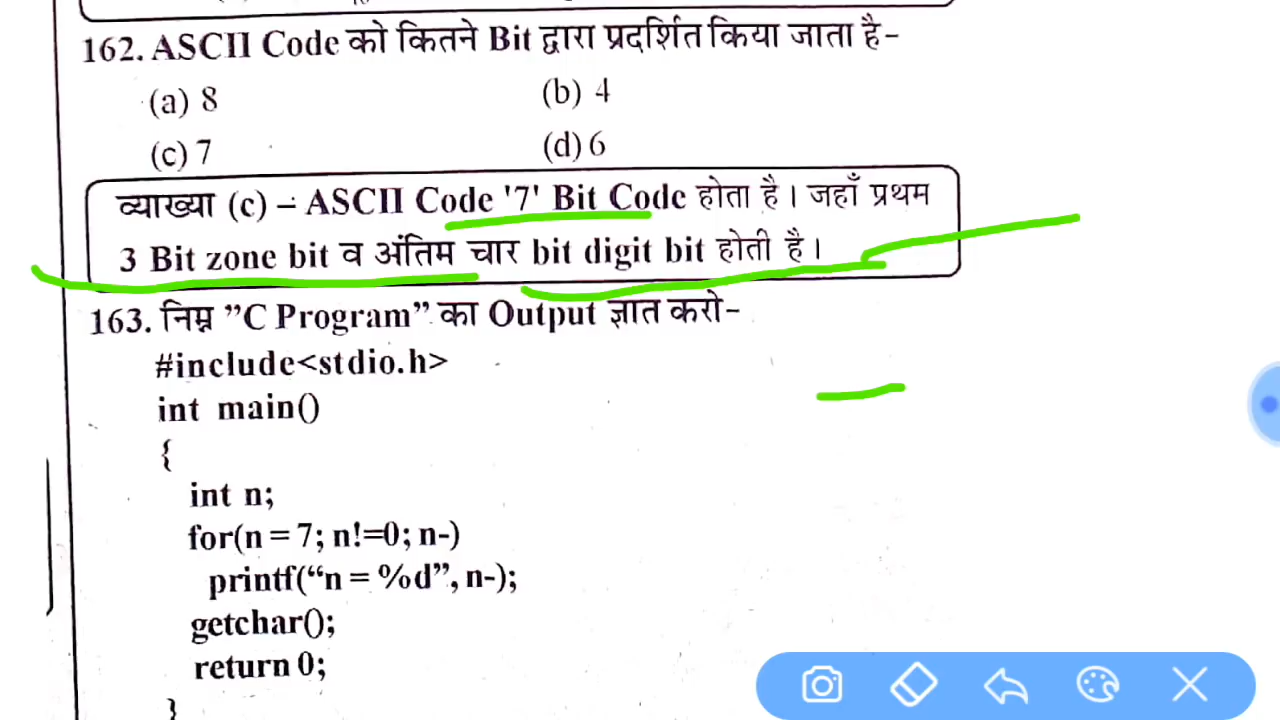 162. ASCII Code को कितने Bit द्वारा प्रदर्शित किया जाता है-
(a) 8 (b) 4
(c) 7 (d) 6
व्याख्या (c) – ASCII Code '7' Bit Code होता है। जहाँ प्रथम
3 Bit zone bit व अंतिम चार bit digit bit होती है।
163. निम्न ”C Program” का Output ज्ञात करो-
#include<stdio.h>
int main()
{
int n;
for(n = 7; n!=0; n-)
printf(“n = %d”, n-);
getchar();
return 0;
}